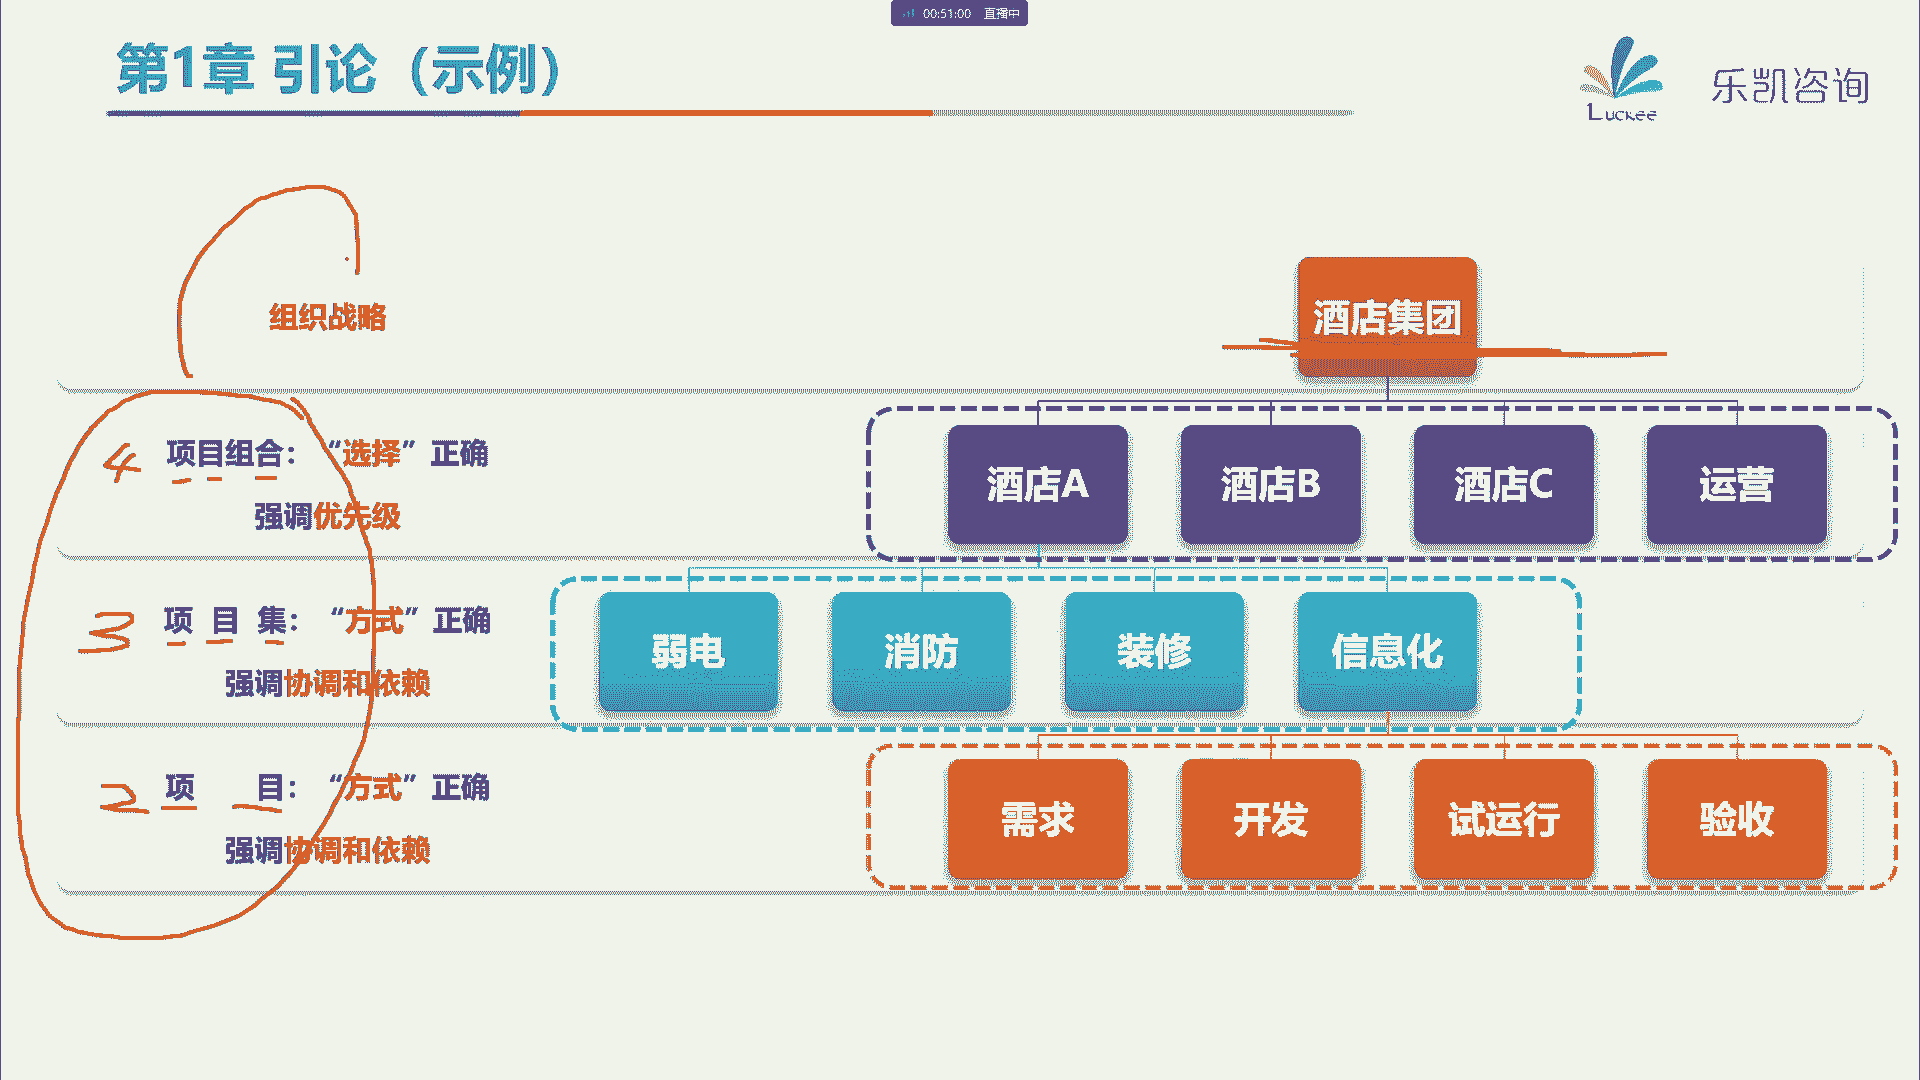 00:51:00 直播中
第1章 引论（示例）
Luckee 乐凯咨询
组织战略
酒店集团
4 项目组合：“选择”正确
强调优先级
酒店A 酒店B 酒店C 运营
3 项目集：“方式”正确
强调协调和依赖
弱电 消防 装修 信息化
2 项目：“方式”正确
强调协调和依赖
需求 开发 试运行 验收